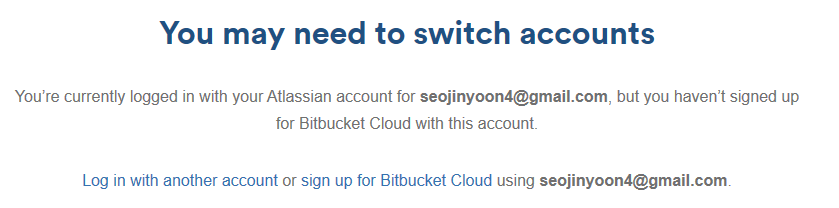 You may need to switch accounts
You’re currently logged in with your Atlassian account for seojinyoon4@gmail.com, but you haven’t signed up
for Bitbucket Cloud with this account.
Log in with another account or sign up for Bitbucket Cloud using seojinyoon4@gmail.com.